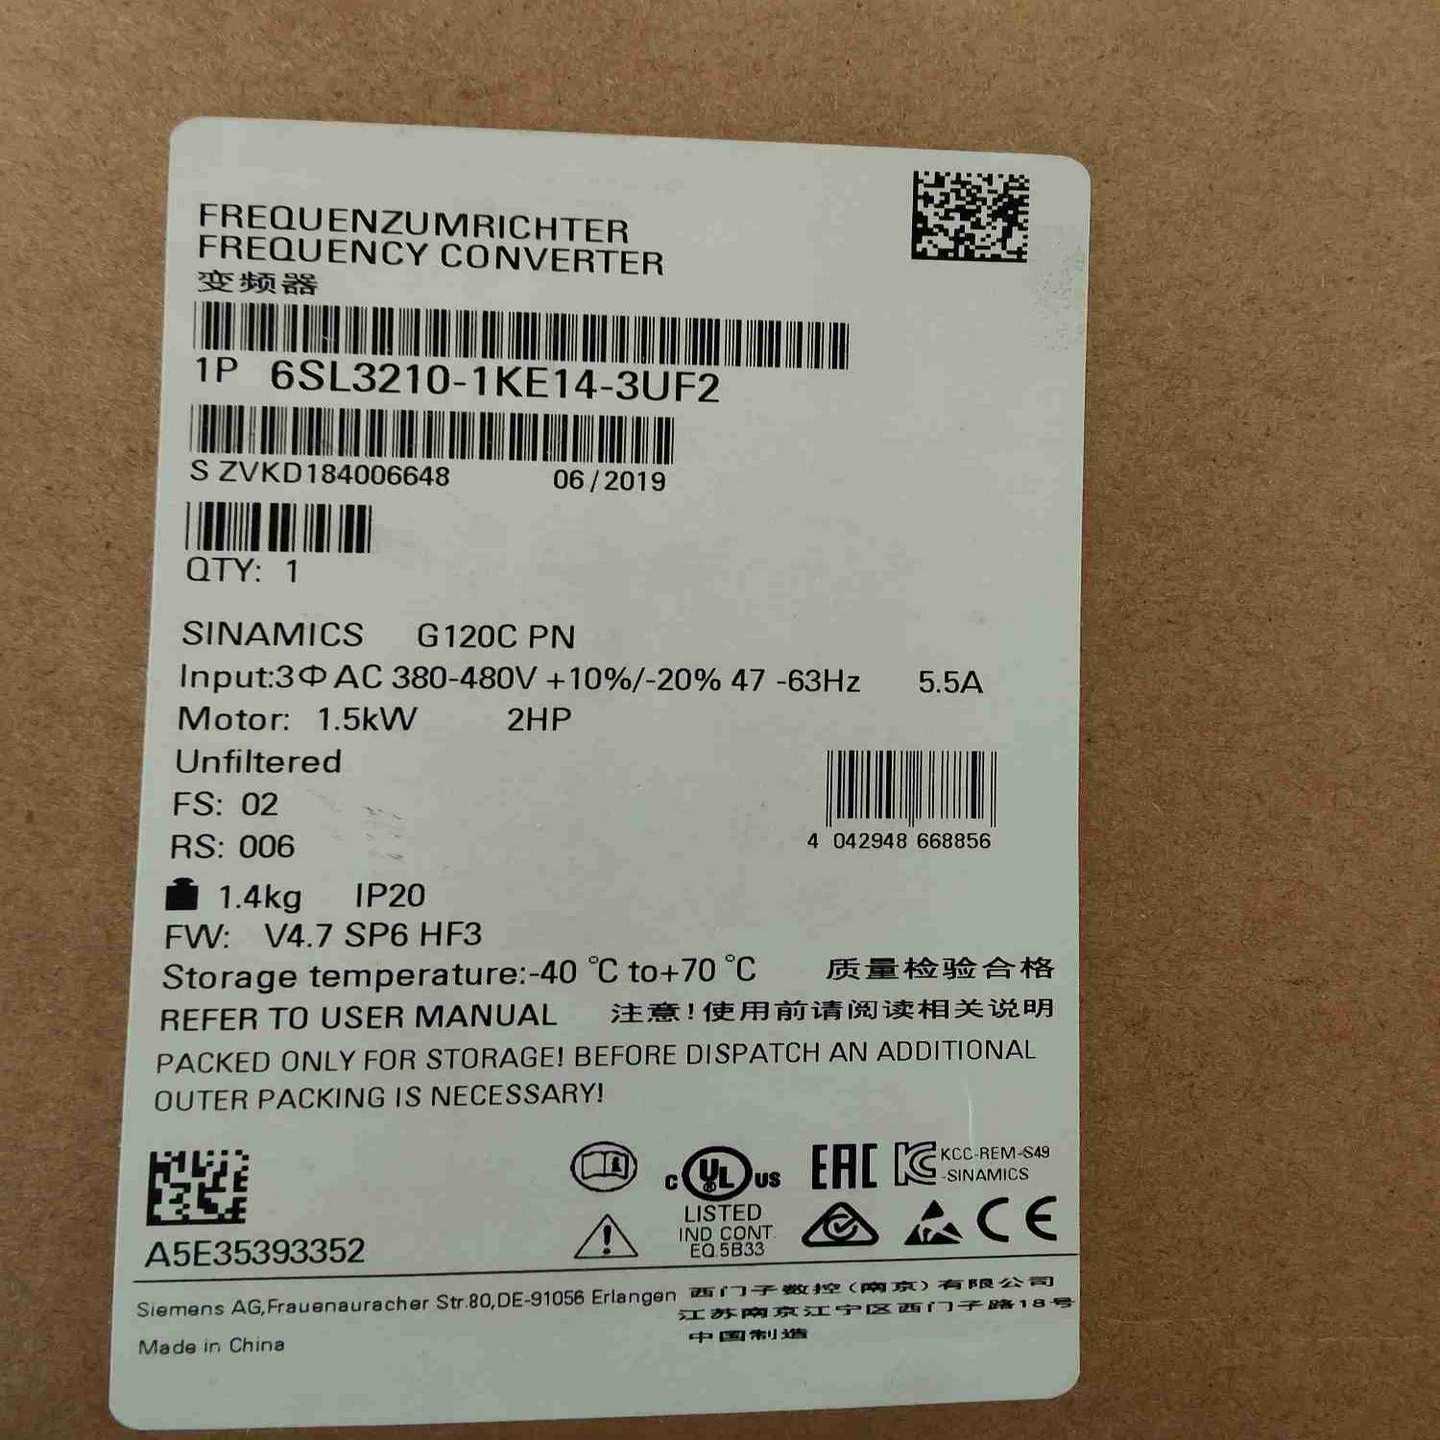 FREQUENZUMRICHTER
FREQUENCY CONVERTER
变频器
1P 6SL3210-1KE14-3UF2
S ZVKD184006648 06/2019
QTY: 1
SINAMICS G120C PN
Input:3Φ AC 380-480V +10%/-20% 47 -63Hz 5.5A
Motor: 1.5kW 2HP
Unfiltered
FS: 02
RS: 006
4 042948 668856
1.4kg IP20
FW: V4.7 SP6 HF3
Storage temperature:-40 °C to+70 °C 质量检验合格
REFER TO USER MANUAL 注意!使用前请阅读相关说明
PACKED ONLY FOR STORAGE! BEFORE DISPATCH AN ADDITIONAL
OUTER PACKING IS NECESSARY!
C UL US EAC KC KCC-REM-S49
-SINAMICS
LISTED
IND CONT.
EQ.5B33
CE
A5E35393352
Siemens AG,Frauenauracher Str.80,DE-91056 Erlangen 西门子数控(南京)有限公司
江苏南京江宁区西门子路18号
Made in China 中国制造